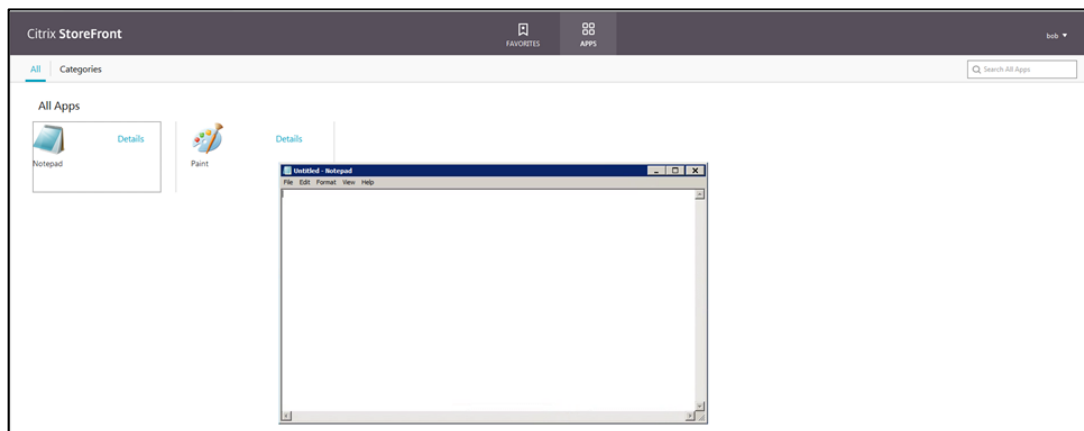 Citrix StoreFront
FAVORITES
APPS
bob
All
Categories
Search All Apps
All Apps
Details
Notepad
Details
Paint
Untitled - Notepad
File Edit Format View Help